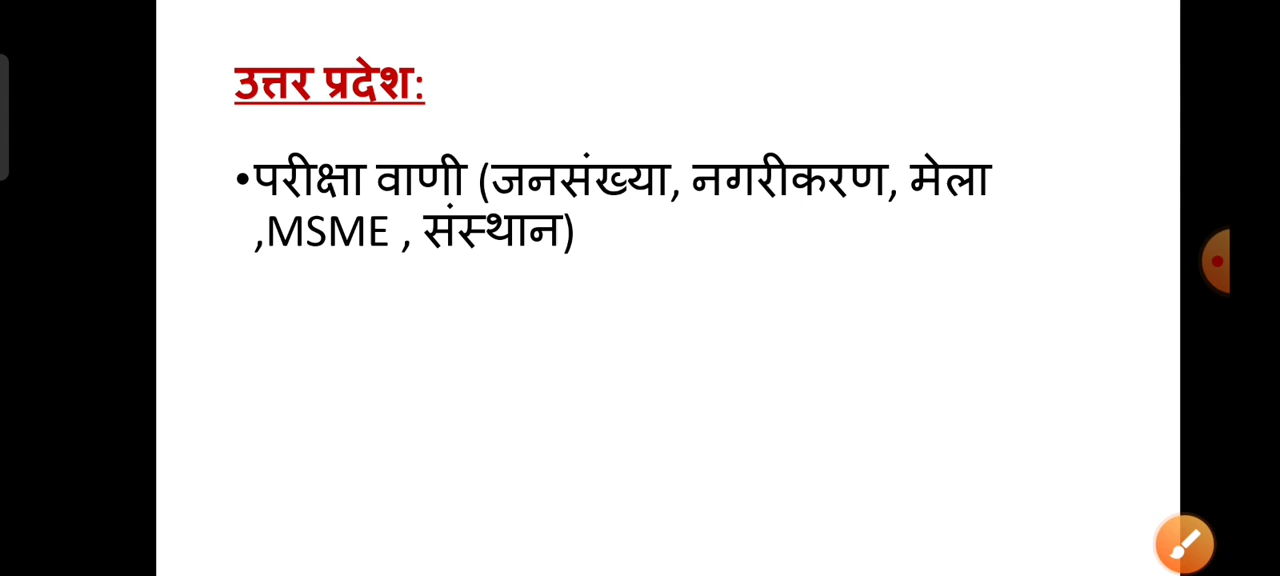 उत्तर प्रदेश:
•परीक्षा वाणी (जनसंख्या, नगरीकरण, मेला
,MSME , संस्थान)